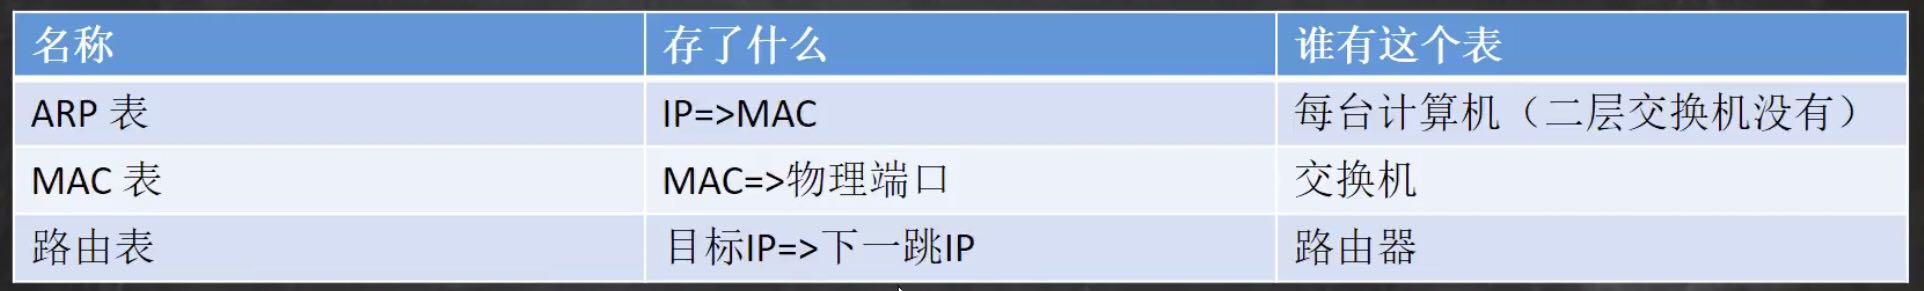 名称 存了什么 谁有这个表
ARP 表 IP=>MAC 每台计算机（二层交换机没有）
MAC 表 MAC=>物理端口 交换机
路由表 目标IP=>下一跳IP 路由器